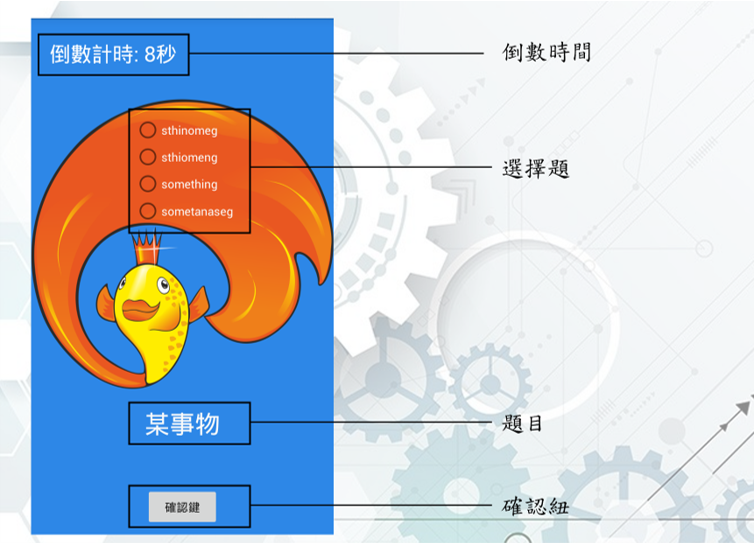 倒數計時: 8秒
倒數時間
sthinomeg
sthiomeng
something
sometanaseg
選擇題
某事物
題目
確認鍵
確認紐